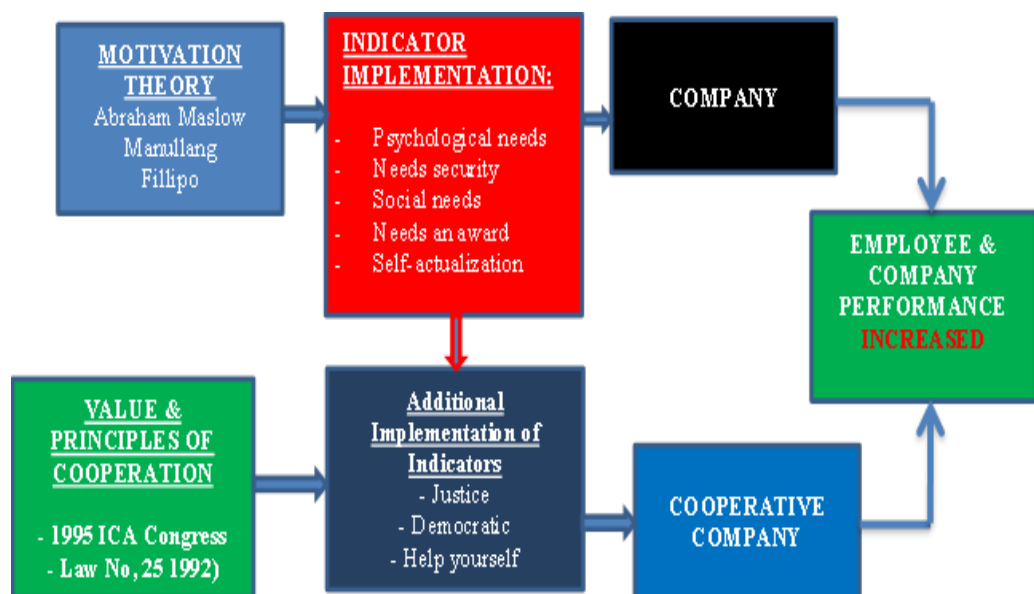 MOTIVATION
THEORY
Abraham Maslow
Manullang
Fillipo
INDICATOR
IMPLEMENTATION:
- Psychological needs
- Needs security
- Social needs
- Needs an award
- Self-actualization
COMPANY
EMPLOYEE &
COMPANY
PERFORMANCE
INCREASED
VALUE &
PRINCIPLES OF
COOPERATION
- 1995 ICA Congress
- Law No, 25 1992)
Additional
Implementation of
Indicators
- Justice
- Democratic
- Help yourself
COOPERATIVE
COMPANY